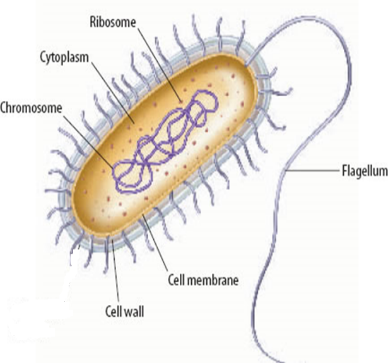 Ribosome
Cytoplasm
Chromosome
Flagellum
Cell membrane
Cell wall